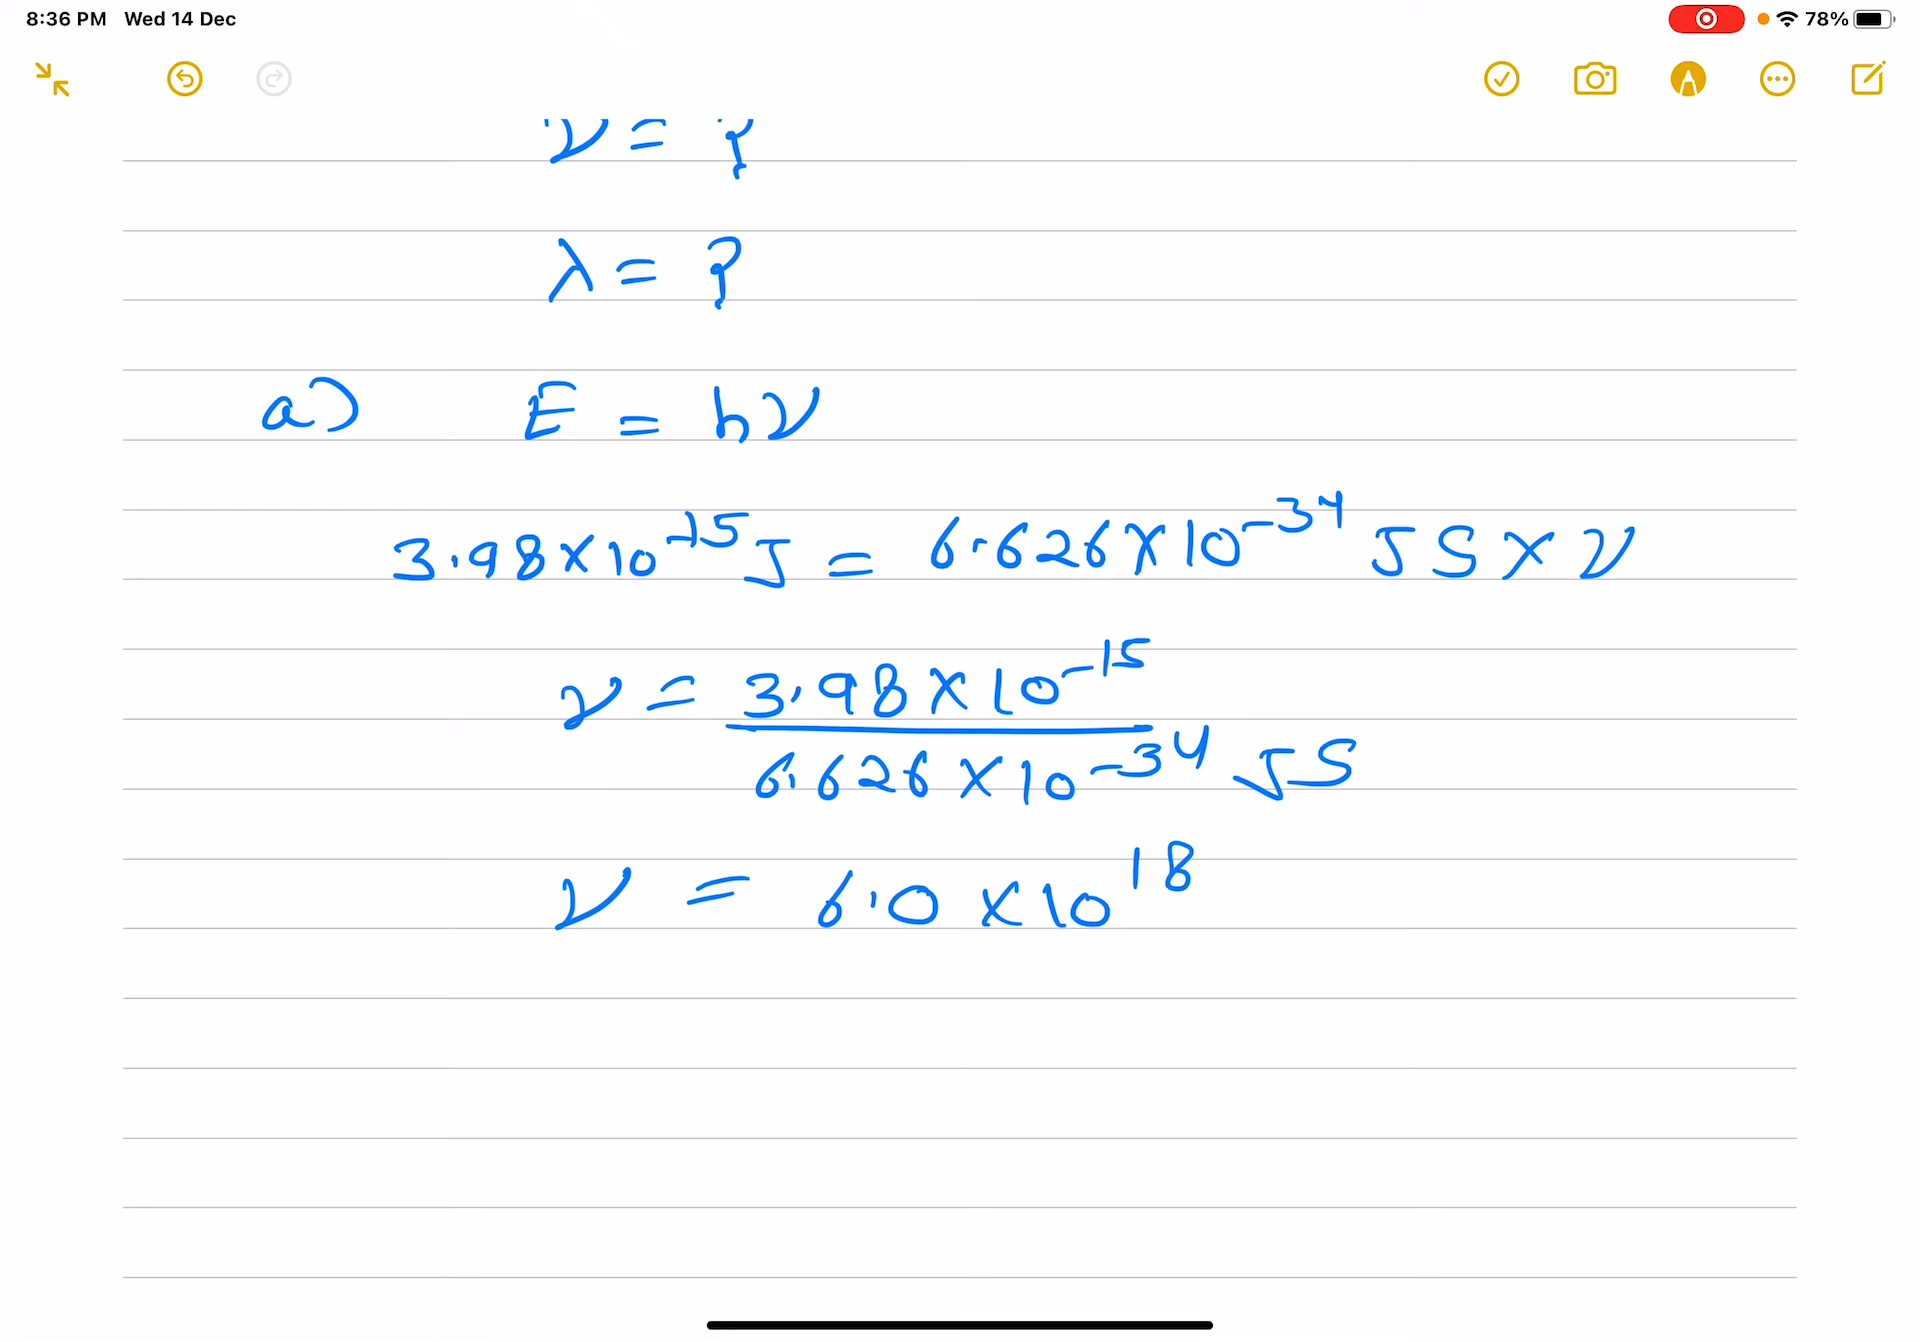 8:36 PM Wed 14 Dec 78%
ν = ?
λ = ?
a) E = hν
3.98 × 10⁻¹⁵ J = 6.626 × 10⁻³⁴ JS × ν
ν = 3.98 × 10⁻¹⁵
6.626 × 10⁻³⁴ JS
ν = 6.0 × 10¹⁸